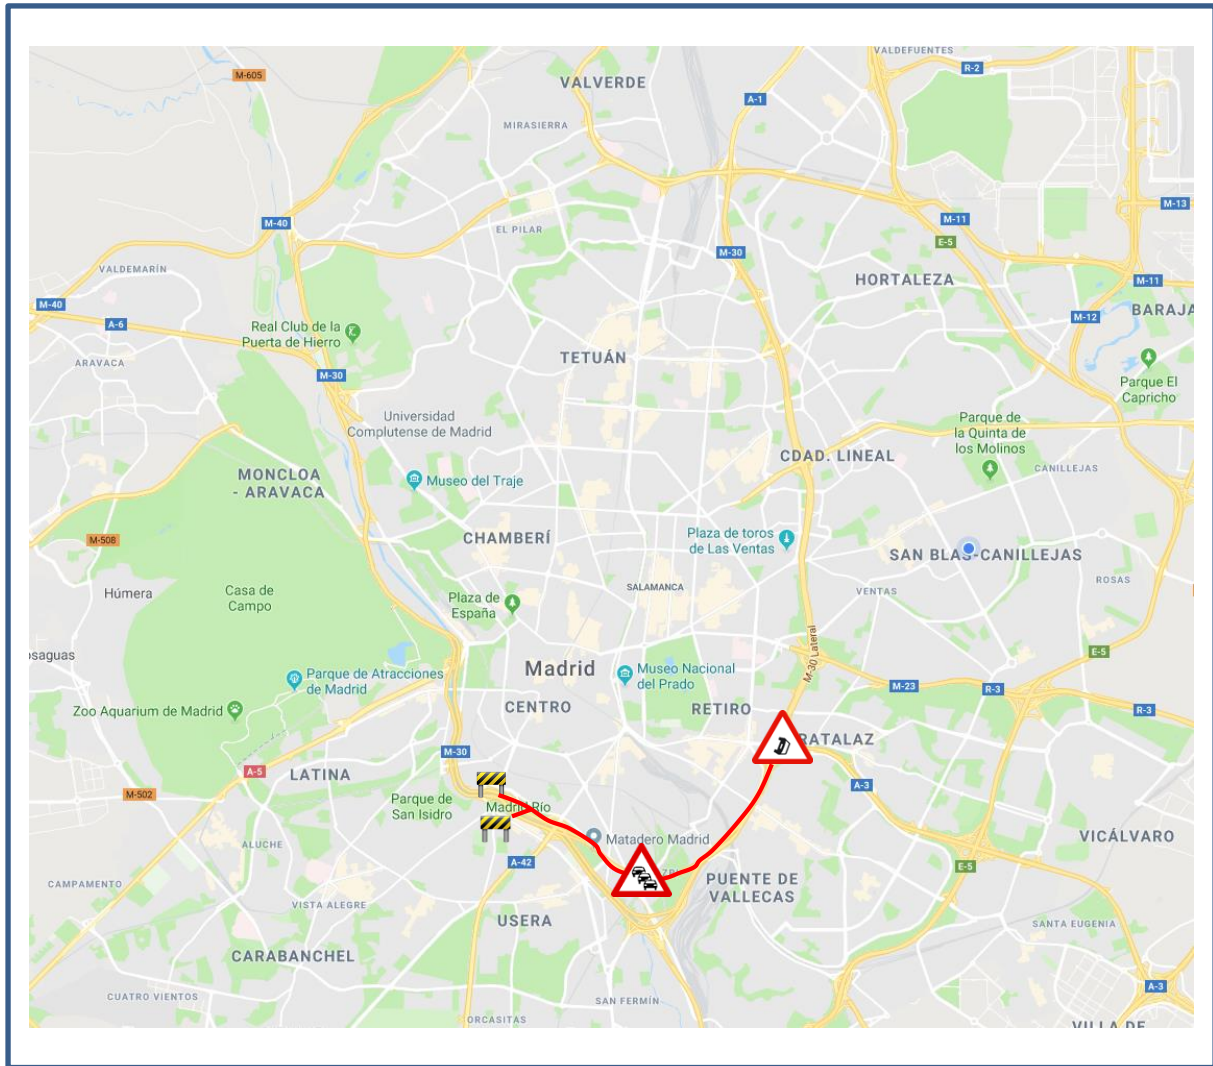 VALDEFUENTES
R-2
M-605
VALVERDE
A-1
MIRASIERRA
M-13
M-40
EL PILAR
M-11
E-5
M-30
VALDEMARÍN
HORTALEZA
M-11
M-40
BARAJA
A-6
M-12
Real Club de la
Puerta de Hierro
TETUÁN
ARAVACA
M-30
Parque El
Capricho
Universidad
Complutense de Madrid
Parque de
la Quinta de
los Molinos
CDAD. LINEAL
CANILLEJAS
MONCLOA
- ARAVACA
Museo del Traje
M-508
CHAMBERÍ
Plaza de toros
de Las Ventas
SAN BLAS-CANILLEJAS
ROSAS
Húmera
Casa de
Campo
Plaza de
España
SALAMANCA
VENTAS
M-30 Lateral
osaguas
E-5
Madrid
Museo Nacional
del Prado
Parque de Atracciones
de Madrid
M-23
R-3
Zoo Aquarium de Madrid
CENTRO
RETIRO
R-3
RATALAZ
M-30
A-5
LATINA
A-3
M-502
Parque de
San Isidro
Madrid Río
Matadero Madrid
VICÁLVARO
ALUCHE
A-42
E-5
CAMPAMENTO
PUENTE DE
VALLECAS
VISTA ALEGRE
USERA
SANTA EUGENIA
CARABANCHEL
A-3
CUATRO VIENTOS
SAN FERMÍN
ORCASITAS
VILLA DE